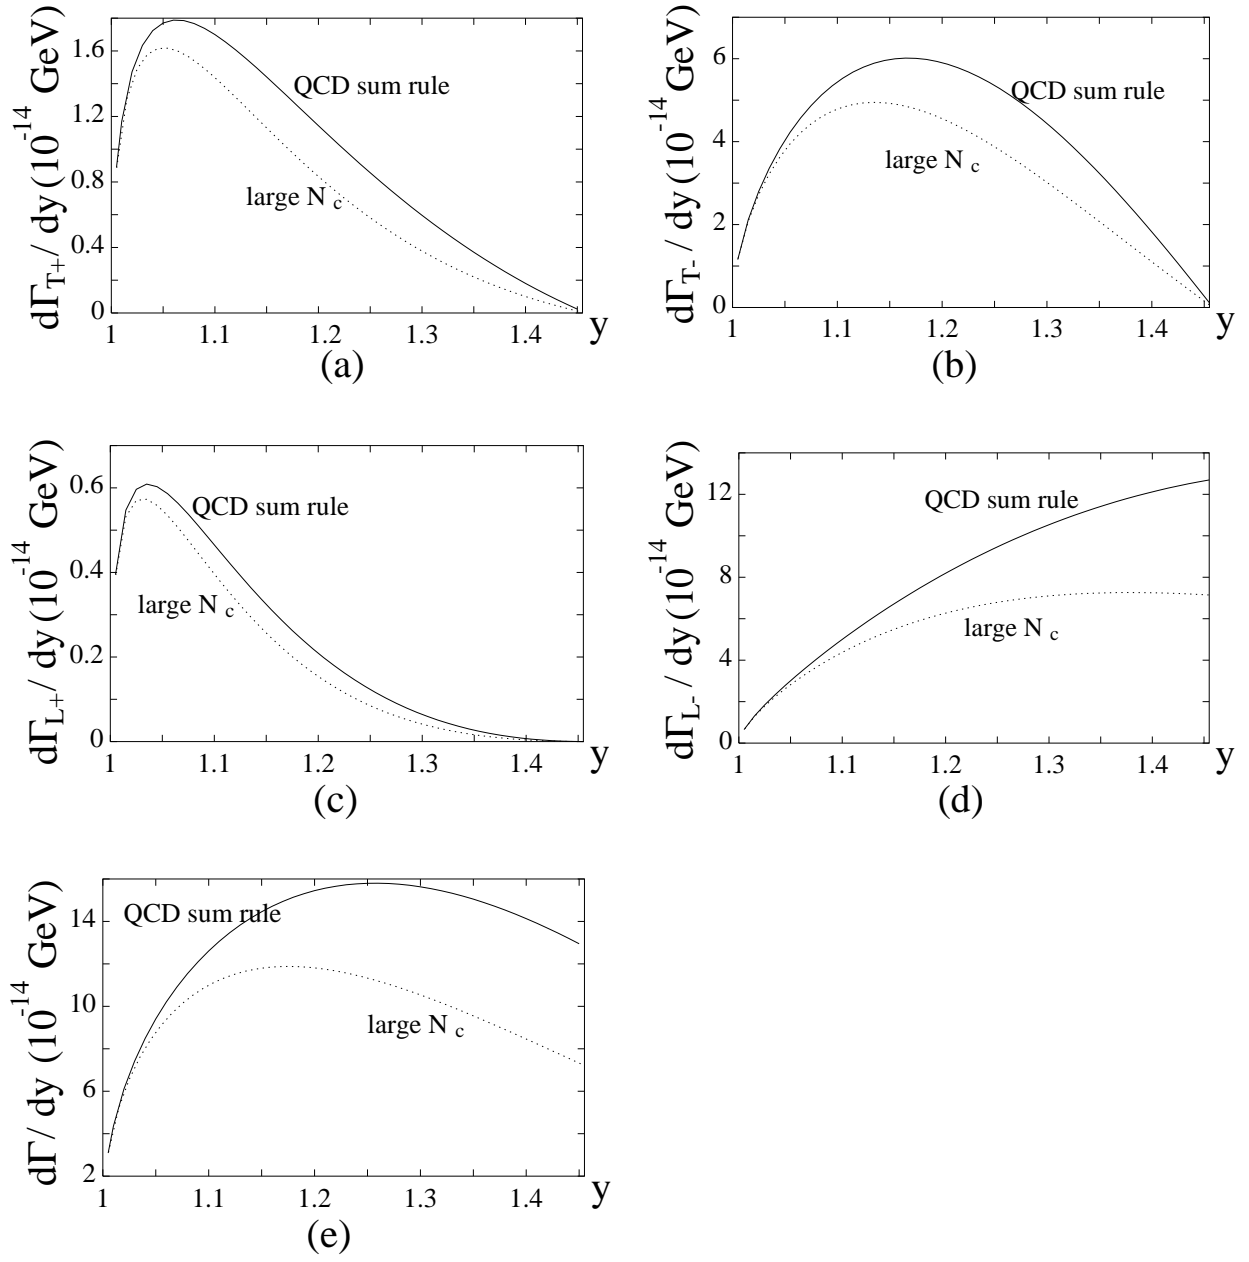 dΓT+/ dy (10-14 GeV)
1.6
1.2
0.8
0.4
0
QCD sum rule
large N c
1 1.1 1.2 1.3 1.4 y
(a)
dΓT- / dy (10-14 GeV)
6
4
2
0
QCD sum rule
large N c
1 1.1 1.2 1.3 1.4 y
(b)
dΓL+/ dy (10-14 GeV)
0.6
0.4
0.2
0
QCD sum rule
large N c
1 1.1 1.2 1.3 1.4 y
(c)
dΓL- / dy (10-14 GeV)
12
8
4
0
QCD sum rule
large N c
1 1.1 1.2 1.3 1.4 y
(d)
dΓ/ dy (10-14 GeV)
14
10
6
2
QCD sum rule
large N c
1 1.1 1.2 1.3 1.4 y
(e)